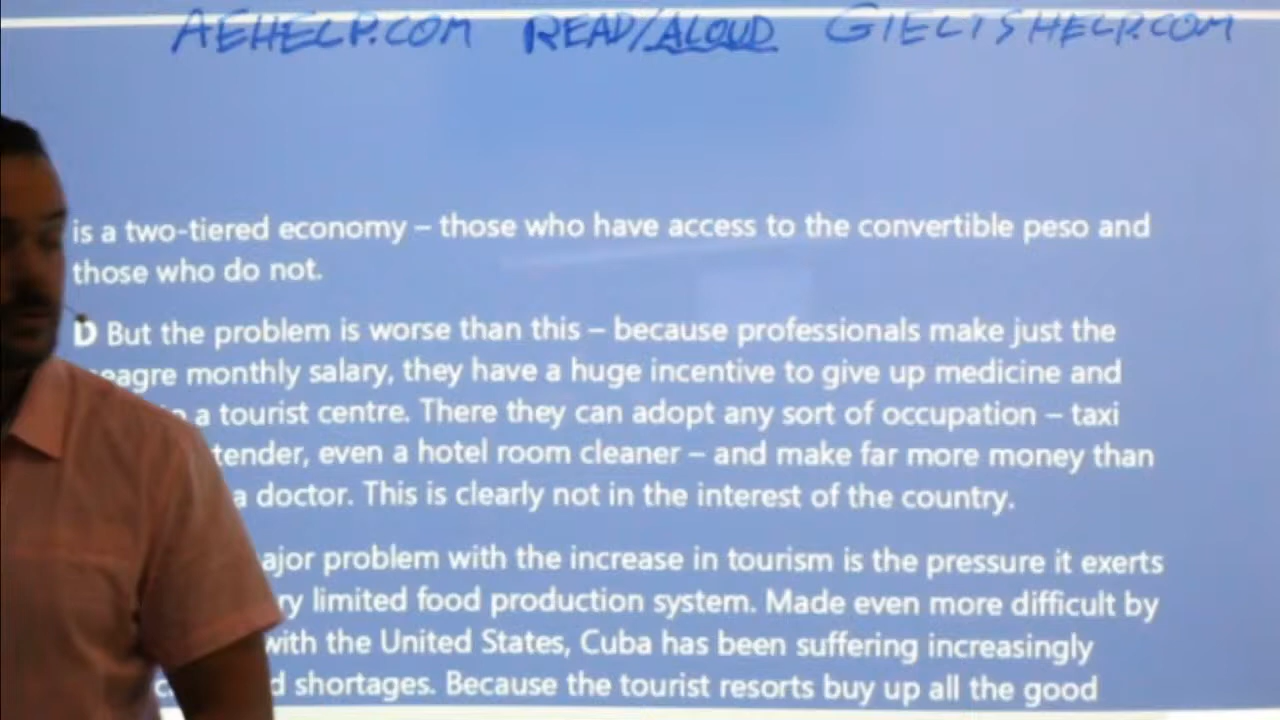 AEHELP.COM READ/ALOUD GIELTSHELP.COM
is a two-tiered economy – those who have access to the convertible peso and
those who do not.
D But the problem is worse than this – because professionals make just the
eagre monthly salary, they have a huge incentive to give up medicine and
a tourist centre. There they can adopt any sort of occupation – taxi
tender, even a hotel room cleaner – and make far more money than
a doctor. This is clearly not in the interest of the country.
ajor problem with the increase in tourism is the pressure it exerts
ry limited food production system. Made even more difficult by
with the United States, Cuba has been suffering increasingly
d shortages. Because the tourist resorts buy up all the good